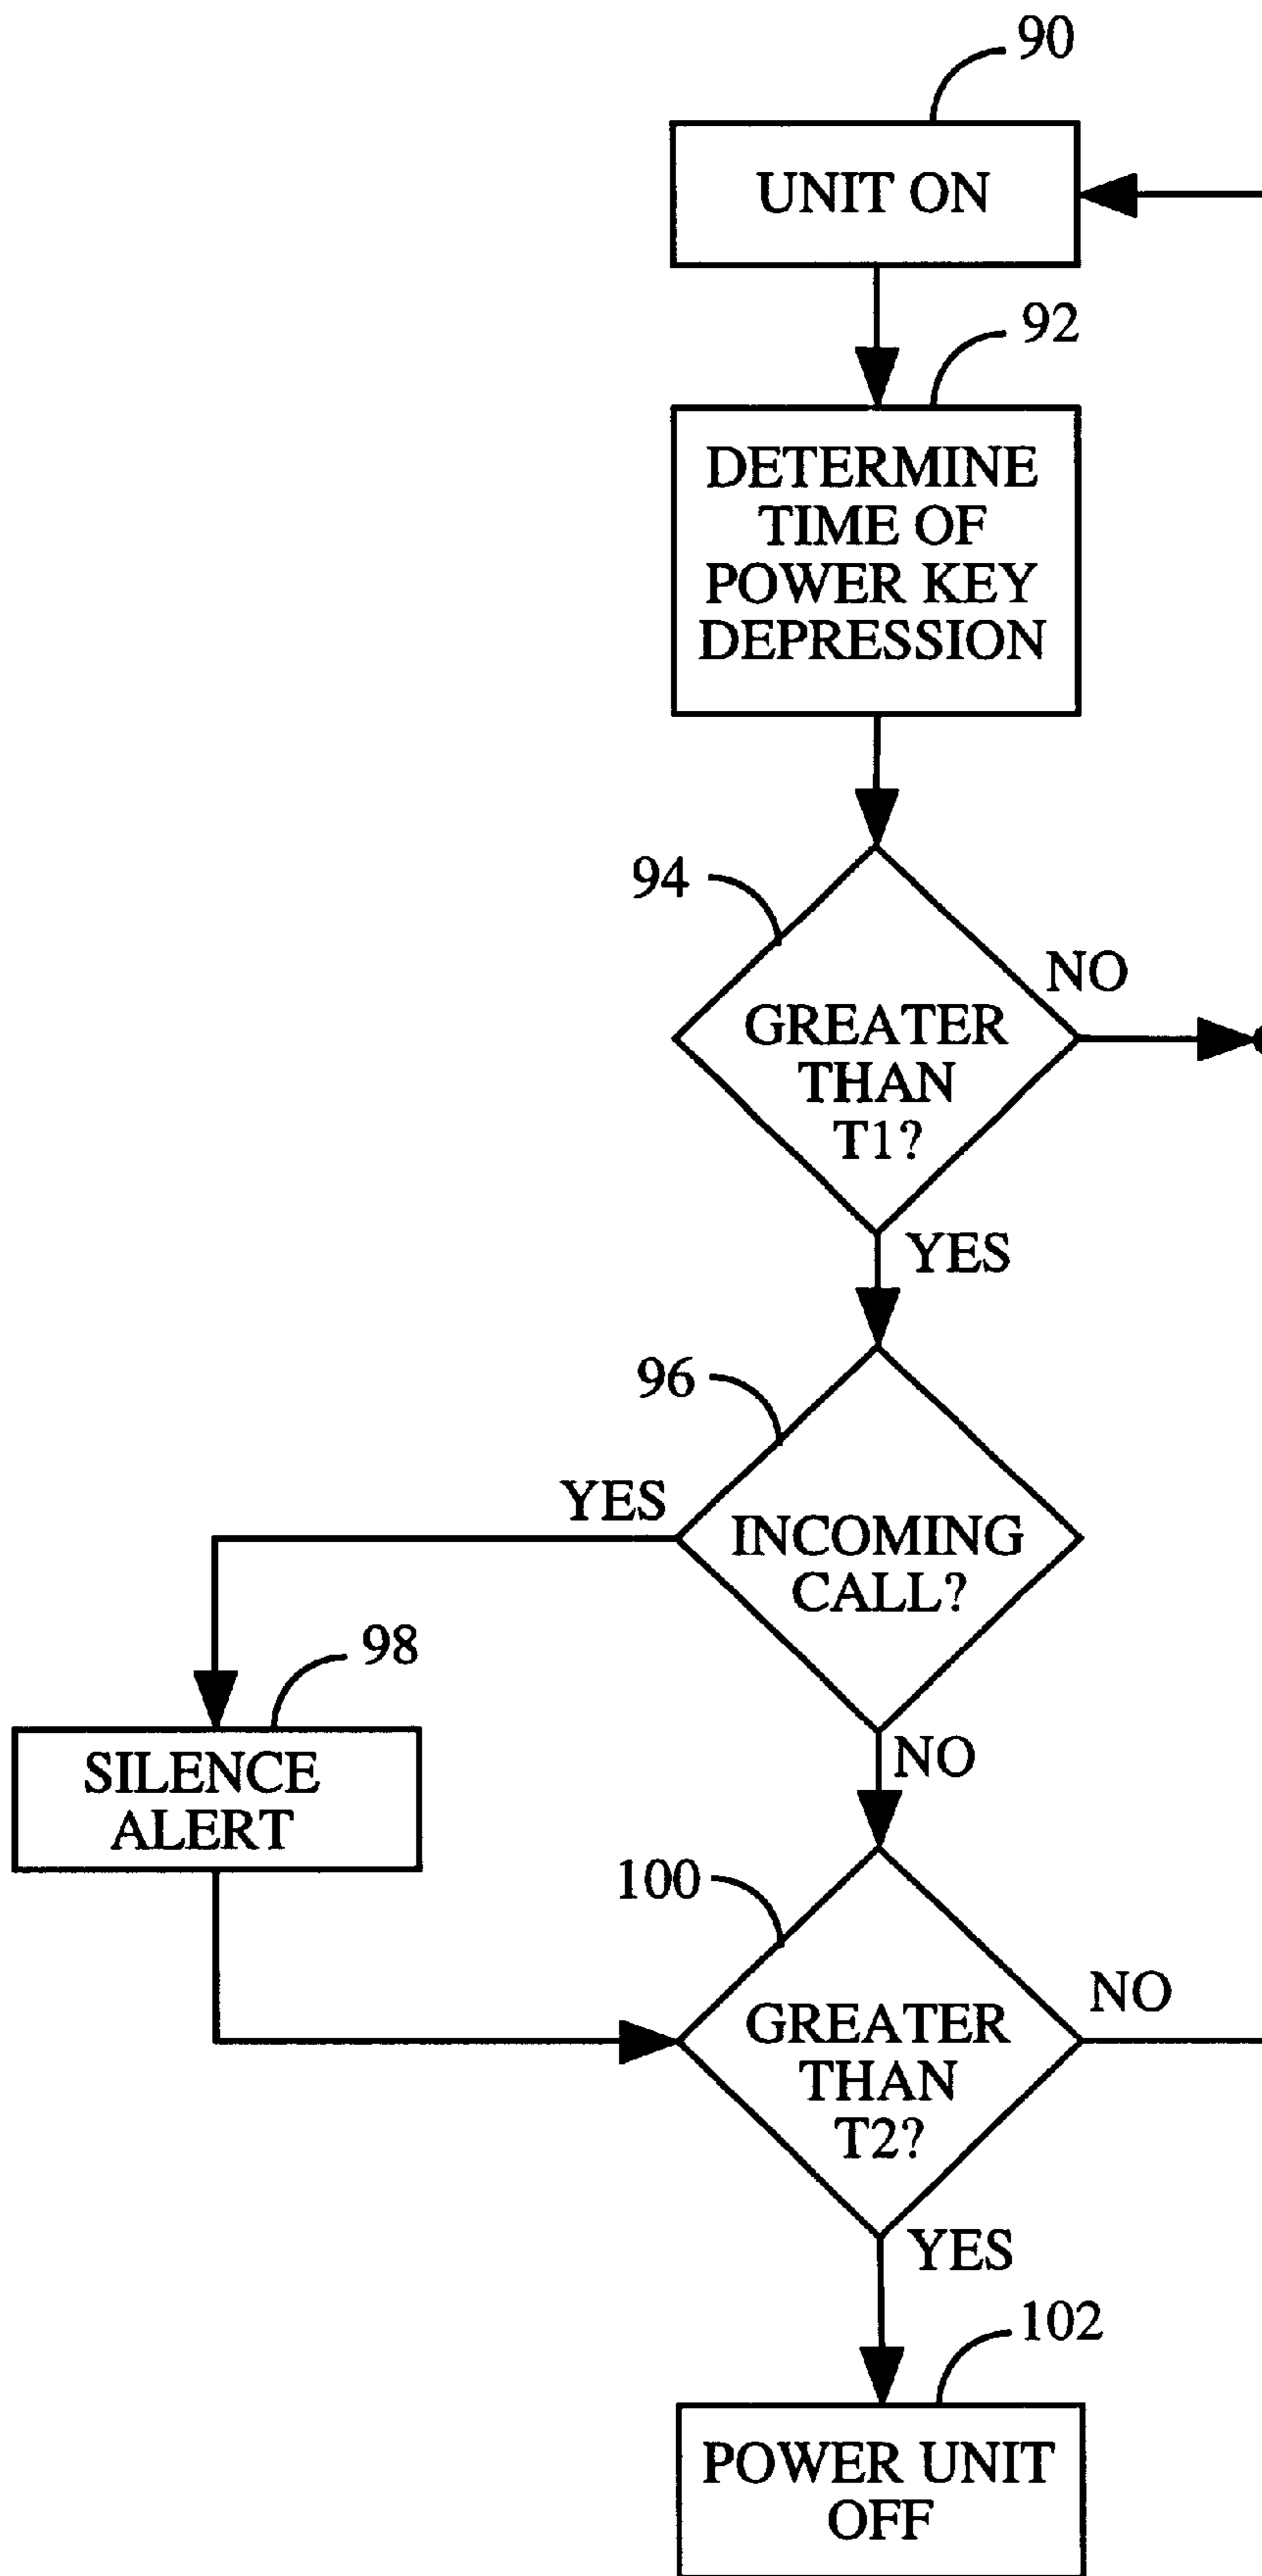 90
UNIT ON
92
DETERMINE
TIME OF
POWER KEY
DEPRESSION
94
NO
GREATER
THAN
T1?
YES
96
YES
INCOMING
CALL?
98
SILENCE
ALERT
NO
100
NO
GREATER
THAN
T2?
YES
102
POWER UNIT
OFF